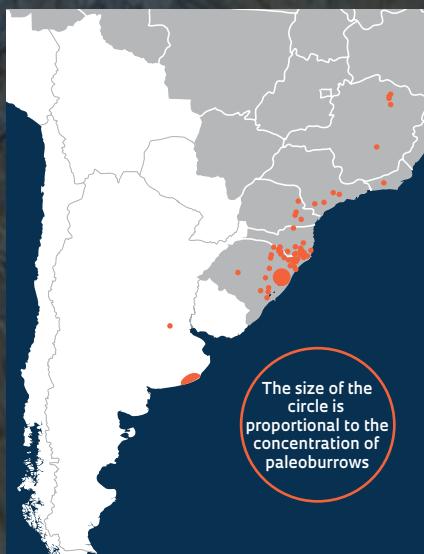 The size of the
circle is
proportional to the
concentration of
paleoburrows